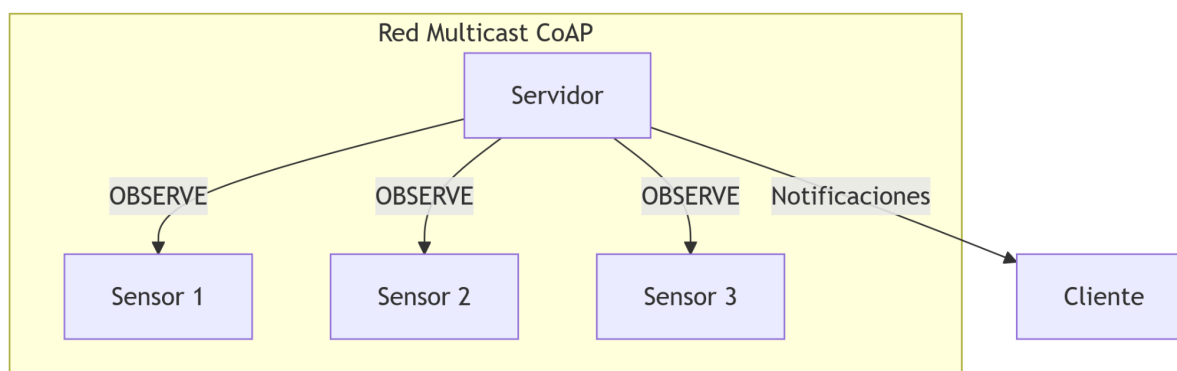 Red Multicast CoAP
Servidor
OBSERVE
OBSERVE
OBSERVE
Notificaciones
Sensor 1
Sensor 2
Sensor 3
Cliente